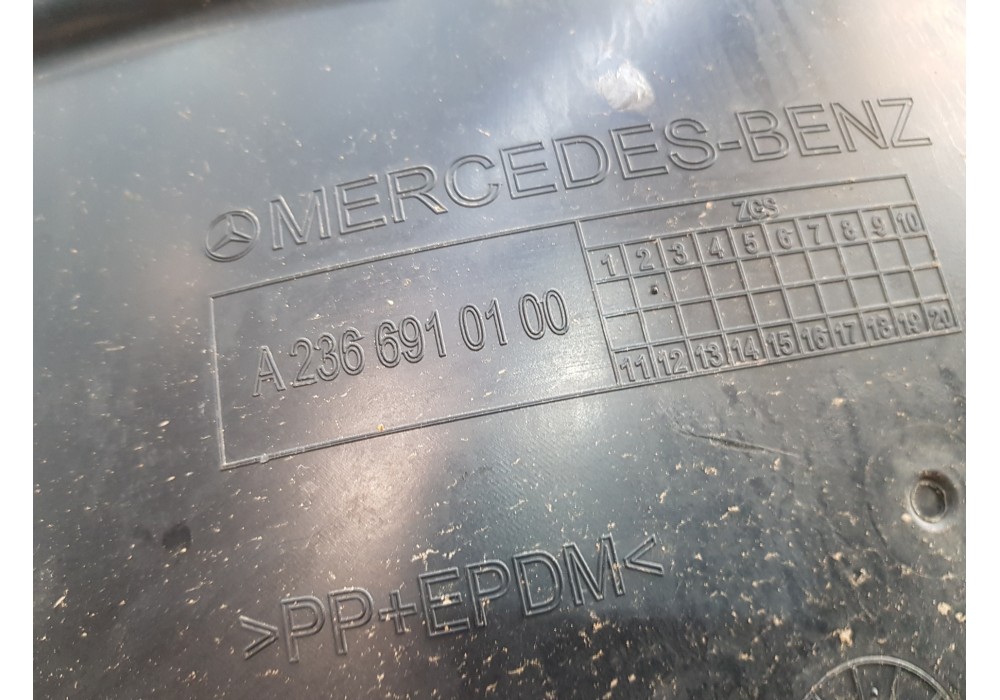 MERCEDES-BENZ
ZGS
1 2 3 4 5 6 7 8 9 10
A 236 691 01 00
11 12 13 14 15 16 17 18 19 20
>PP+EPDM<